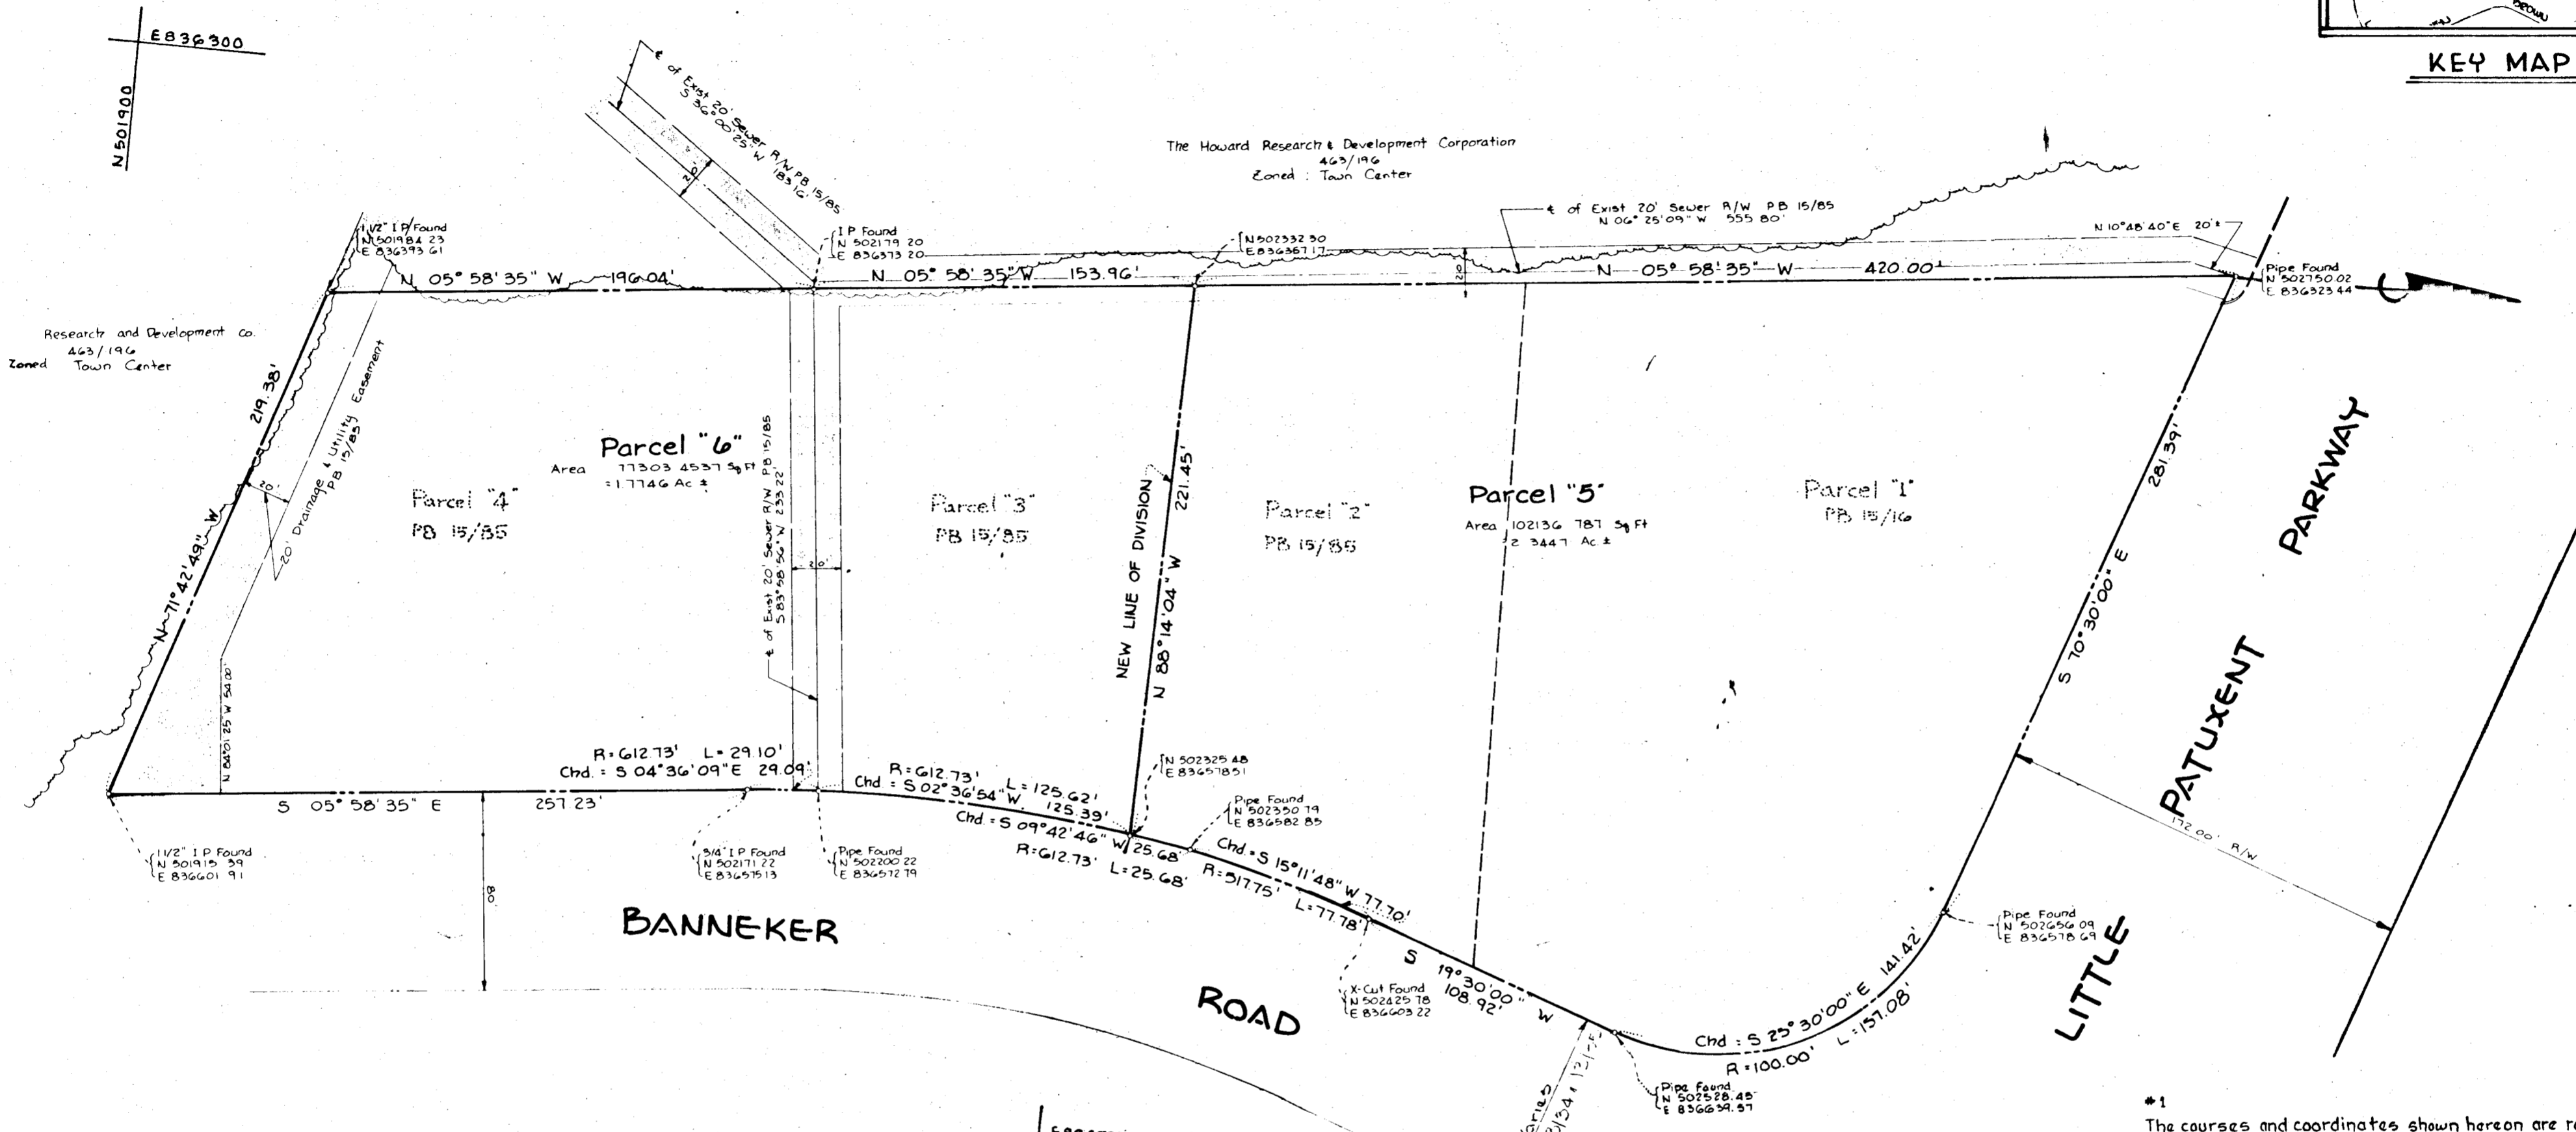 E836300
N501900
BROWN
KEY MAP
℄ of Exist 20' Sewer R/W PB 15/85
S 36°00'25" W 183.16'
20'
The Howard Research & Development Corporation
463/196
Zoned : Town Center
℄ of Exist 20' Sewer R/W PB 15/85
N 06° 25'09" W 555 80'
N 10°48'40"E 20'±
1 1/2" I P Found
N 501984 23
E 836393 61
I P Found
N 502179 20
E 836373 20
N 502332 30
E 836357 17
Pipe Found
N 502750.02
E 836323 44
N 05° 58' 35" W 196.04'
N 05° 58' 35" W 153.96'
20'
N 05° 58' 35" W 420.00'
Research and Development Co.
463/196
Zoned Town Center
219.38'
N 71°42'49" W
20'
20' Drainage & Utility Easement
PB 15/85
N 84°01 25 W 54 00'
Parcel "6"
Area 77303 4537 Sq Ft
=1.7746 Ac ±
Parcel "4"
PB 15/85
℄ of Exist 20' Sewer R/W PB 15/85
S 83°58'56" W 233 22'
20'
Parcel "3"
PB 15/85
NEW LINE OF DIVISION
N 88°14'04" W 221.45'
Parcel "2"
PB 15/85
Parcel "5"
Area 102136 787 Sq Ft
=2 3447 Ac ±
Parcel "1"
PB 15/16
281.39'
S 70°30'00" E
LITTLE PATUXENT PARKWAY
172.00' R/W
R=612.73' L=29.10'
Chd. = S 04°36'09"E 29.09'
R=612.73' L=125.62'
Chd = S 02°36'54"W 125.39'
N 502325 48
E 836578 51
Pipe Found
N 502350 79
E 836582 85
S 05° 58' 35" E 257.23'
Chd. = S 09°42'46" W 25.68'
R=612.73' L=25.68'
Chd. = S 15°11'48" W 77.70'
R=517.75' L=77.78'
1 1/2" I P Found
N 501915 39
E 836601 91
3/4" I P Found
N 502171 22
E 836575 13
Pipe Found
N 502200 22
E 836572 79
80'
BANNEKER ROAD
X-Cut Found
N 502425 78
E 836603 22
S 19°30'00" W
108.92'
Pipe Found
N 502656 09
E 836578 69
Chd = S 25°30'00" E 141.42'
R=100.00' L=157.08'
Pipe Found
N 502528.45
E 836639.57
#1
The courses and coordinates shown hereon are